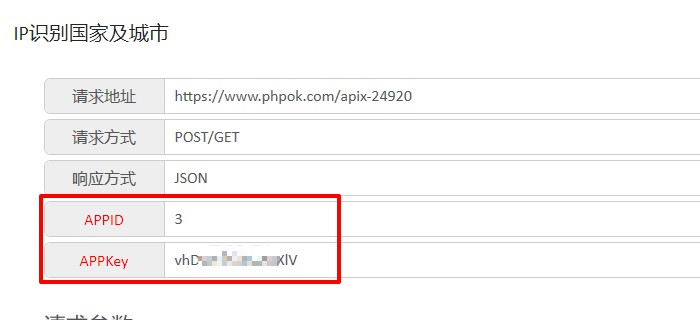 IP识别国家及城市
请求地址 https://www.phpok.com/apix-24920
请求方式 POST/GET
响应方式 JSON
APPID 3
APPKey vhD XlV
请求参数